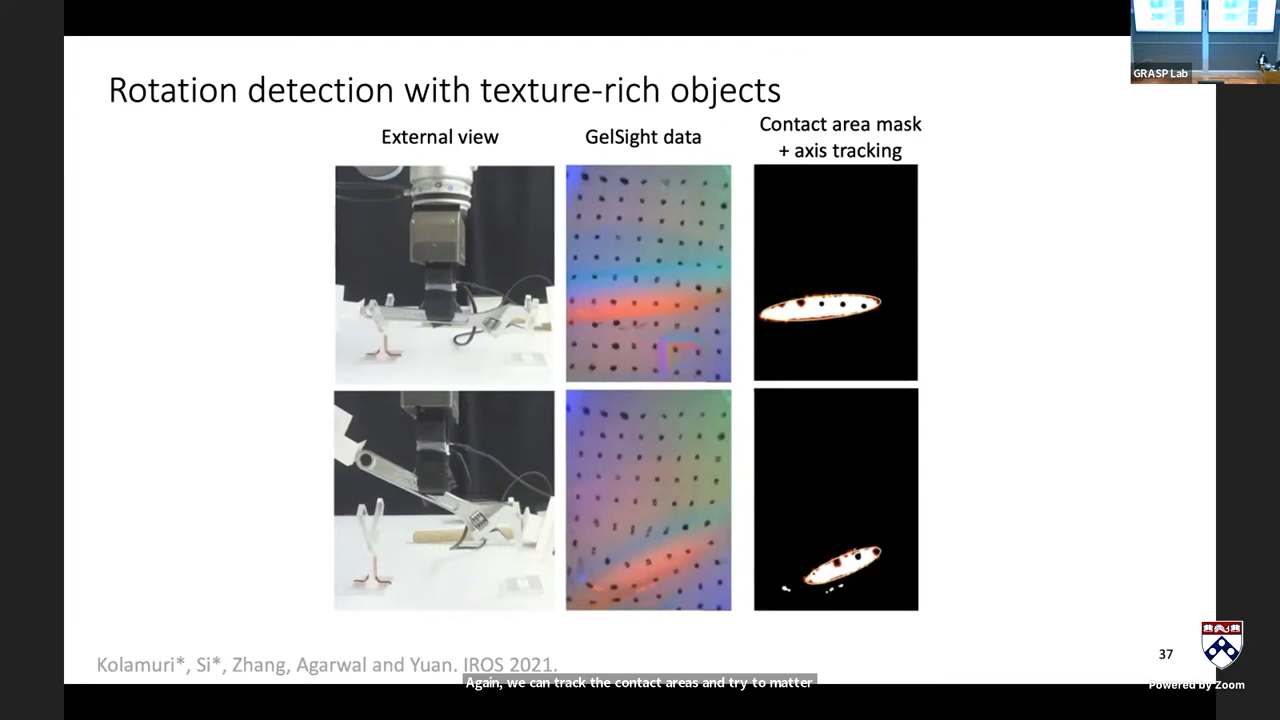 GRASP Lab
Rotation detection with texture-rich objects
External view
GelSight data
Contact area mask
+ axis tracking
Kolamuri*, Si*, Zhang, Agarwal and Yuan. IROS 2021.
37
Again, we can track the contact areas and try to matter
Powered by Zoom